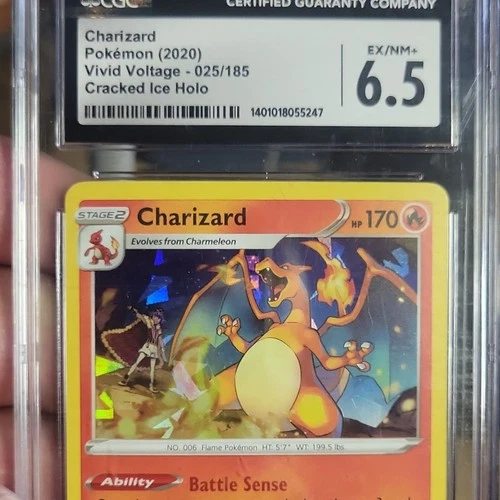 CGC CERTIFIED GUARANTY COMPANY
Charizard
Pokémon (2020)
Vivid Voltage - 025/185
Cracked Ice Holo
EX/NM+
6.5
1401018055247
STAGE 2 Charizard HP 170
Evolves from Charmeleon
NO. 006 Flame Pokémon HT: 5'7" WT: 199.5 lbs.
Ability Battle Sense